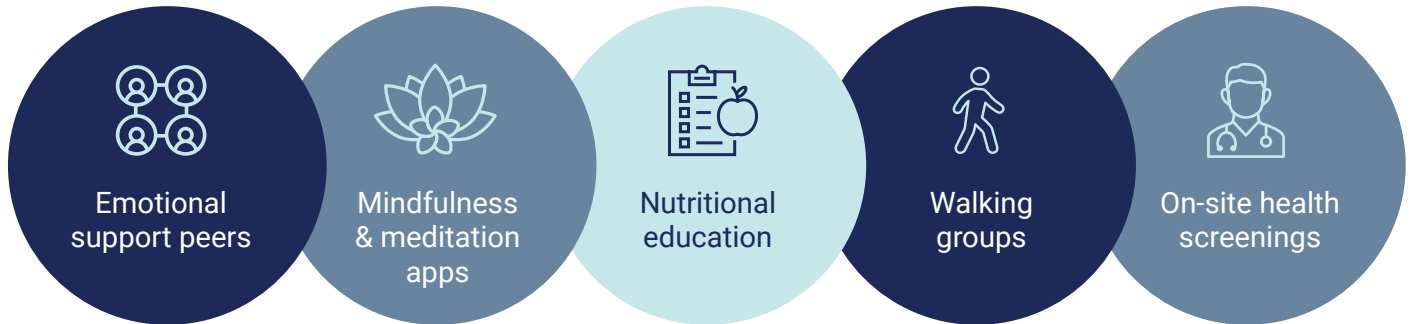 Emotional
support peers
Mindfulness
& meditation
apps
Nutritional
education
Walking
groups
On-site health
screenings